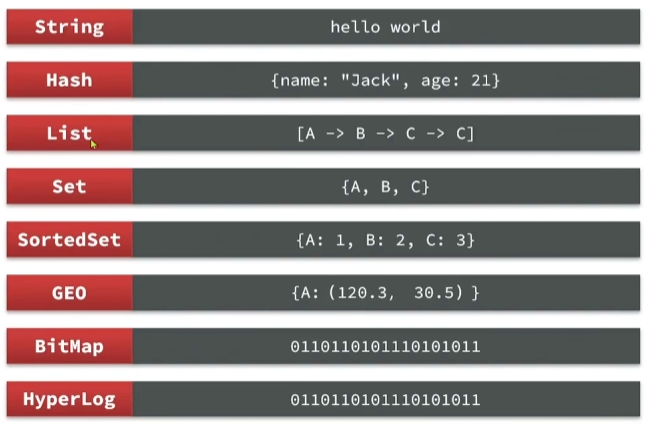 String hello world
Hash {name: "Jack", age: 21}
List [A -> B -> C -> C]
Set {A, B, C}
SortedSet {A: 1, B: 2, C: 3}
GEO {A: (120.3, 30.5) }
BitMap 0110110101110101011
HyperLog 0110110101110101011